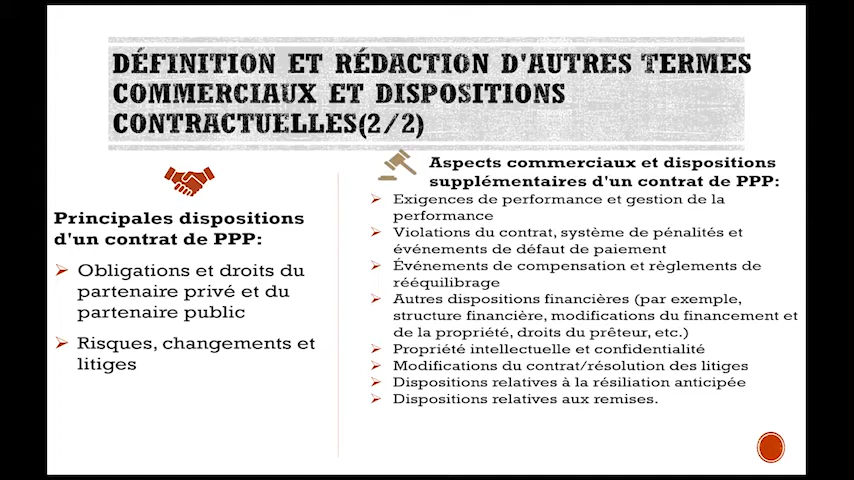 DÉFINITION ET RÉDACTION D'AUTRES TERMES
COMMERCIAUX ET DISPOSITIONS
CONTRACTUELLES(2/2)
Principales dispositions
d'un contrat de PPP:
Obligations et droits du
partenaire privé et du
partenaire public
Risques, changements et
litiges
Aspects commerciaux et dispositions
supplémentaires d'un contrat de PPP:
Exigences de performance et gestion de la
performance
Violations du contrat, système de pénalités et
événements de défaut de paiement
Événements de compensation et règlements de
rééquilibrage
Autres dispositions financières (par exemple,
structure financière, modifications du financement et
de la propriété, droits du prêteur, etc.)
Propriété intellectuelle et confidentialité
Modifications du contrat/résolution des litiges
Dispositions relatives à la résiliation anticipée
Dispositions relatives aux remises.